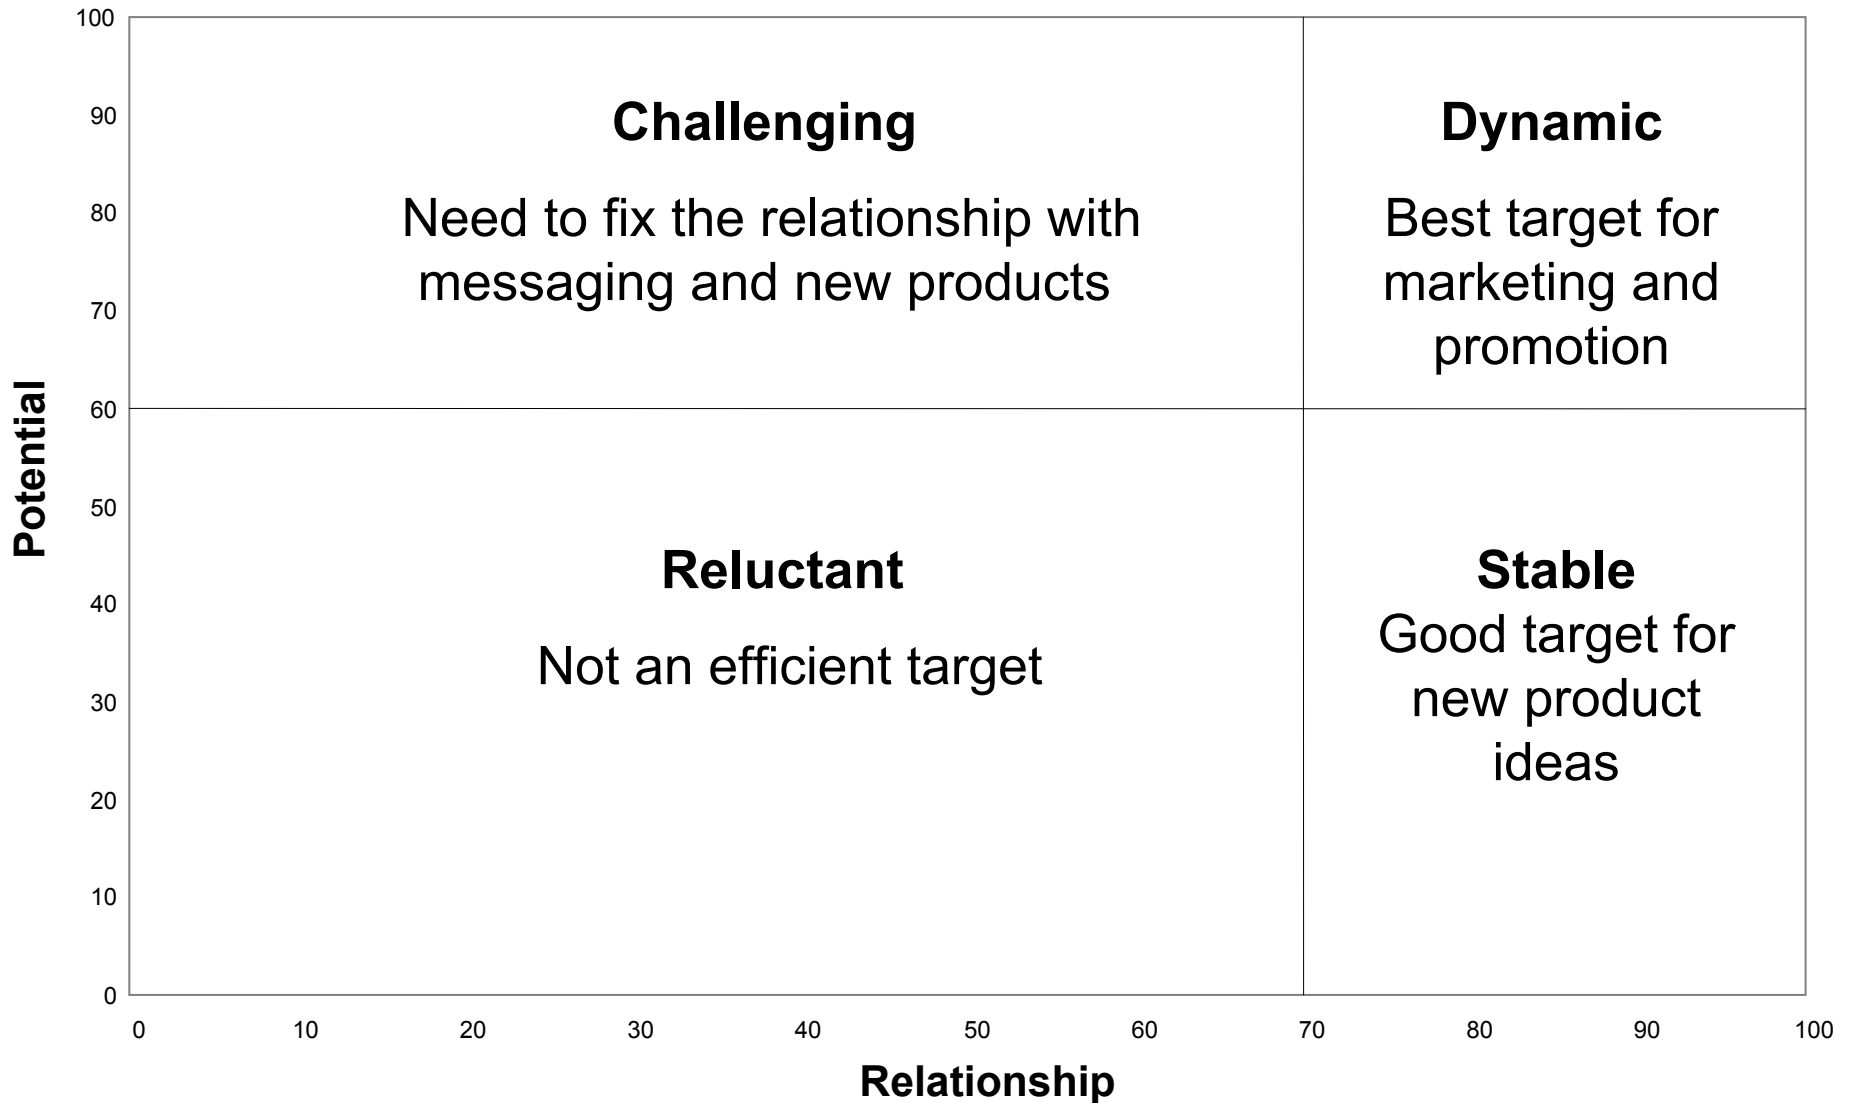 100
90
80
70
60
50
40
30
20
10
0
Potential
Challenging
Need to fix the relationship with
messaging and new products
Dynamic
Best target for
marketing and
promotion
Reluctant
Not an efficient target
Stable
Good target for
new product
ideas
0 10 20 30 40 50 60 70 80 90 100
Relationship